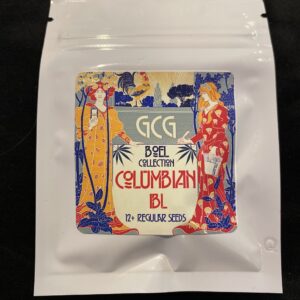 GCG
BOEL
COLLECTION
COLUMBIAN
IBL
12+ REGULAR SEEDS